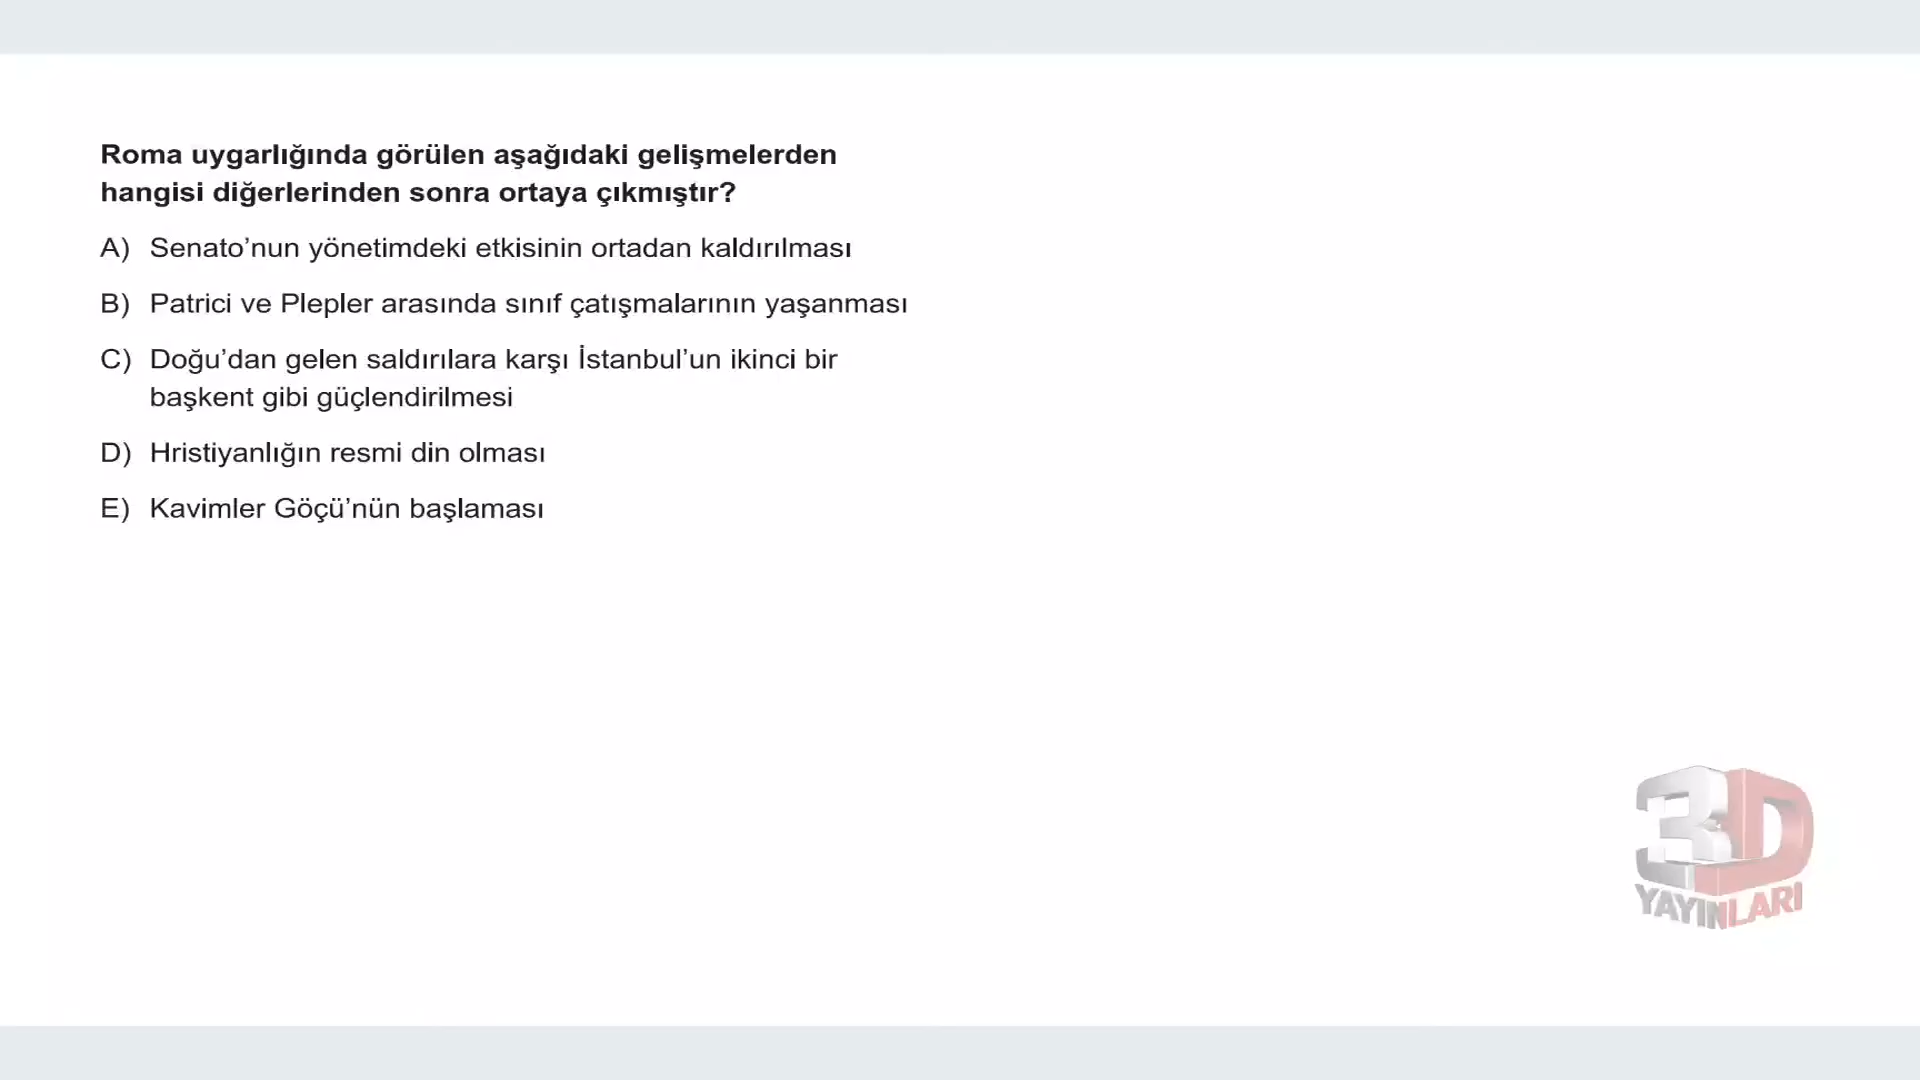 Roma uygarlığında görülen aşağıdaki gelişmelerden
hangisi diğerlerinden sonra ortaya çıkmıştır?
A) Senato’nun yönetimdeki etkisinin ortadan kaldırılması
B) Patrici ve Plepler arasında sınıf çatışmalarının yaşanması
C) Doğu’dan gelen saldırılara karşı İstanbul’un ikinci bir
başkent gibi güçlendirilmesi
D) Hristiyanlığın resmi din olması
E) Kavimler Göçü’nün başlaması
3D
YAYINLARI